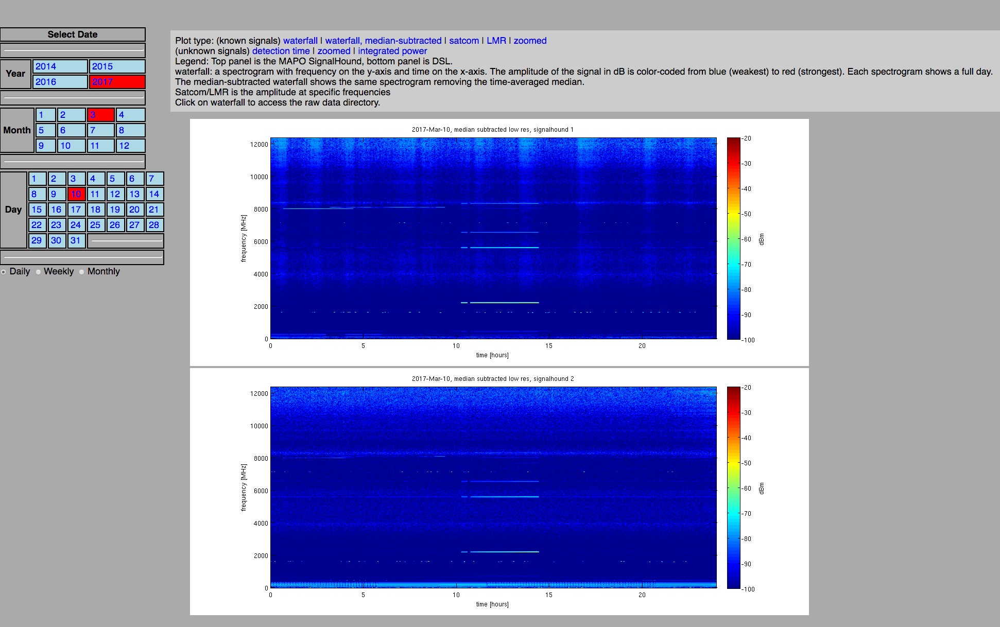 Select Date
Year
2014 2015
2016 2017
Month
1 2 3 4
5 6 7 8
9 10 11 12
Day
1 2 3 4 5 6 7
8 9 10 11 12 13 14
15 16 17 18 19 20 21
22 23 24 25 26 27 28
29 30 31
Daily Weekly Monthly
Plot type: (known signals) waterfall | waterfall, median-subtracted | satcom | LMR | zoomed
(unknown signals) detection time | zoomed | integrated power
Legend: Top panel is the MAPO SignalHound, bottom panel is DSL.
waterfall: a spectrogram with frequency on the y-axis and time on the x-axis. The amplitude of the signal in dB is color-coded from blue (weakest) to red (strongest). Each spectrogram shows a full day.
The median-subtracted waterfall shows the same spectrogram removing the time-averaged median.
Satcom/LMR is the amplitude at specific frequencies
Click on waterfall to access the raw data directory.
2017-Mar-10, median subtracted low res, signalhound 1
frequency [MHz]
12000
10000
8000
6000
4000
2000
0
0 5 10 15 20
time [hours]
-20
-30
-40
-50
-60
-70
-80
-90
-100
dBm
2017-Mar-10, median subtracted low res, signalhound 2
frequency [MHz]
12000
10000
8000
6000
4000
2000
0
0 5 10 15 20
time [hours]
-20
-30
-40
-50
-60
-70
-80
-90
-100
dBm